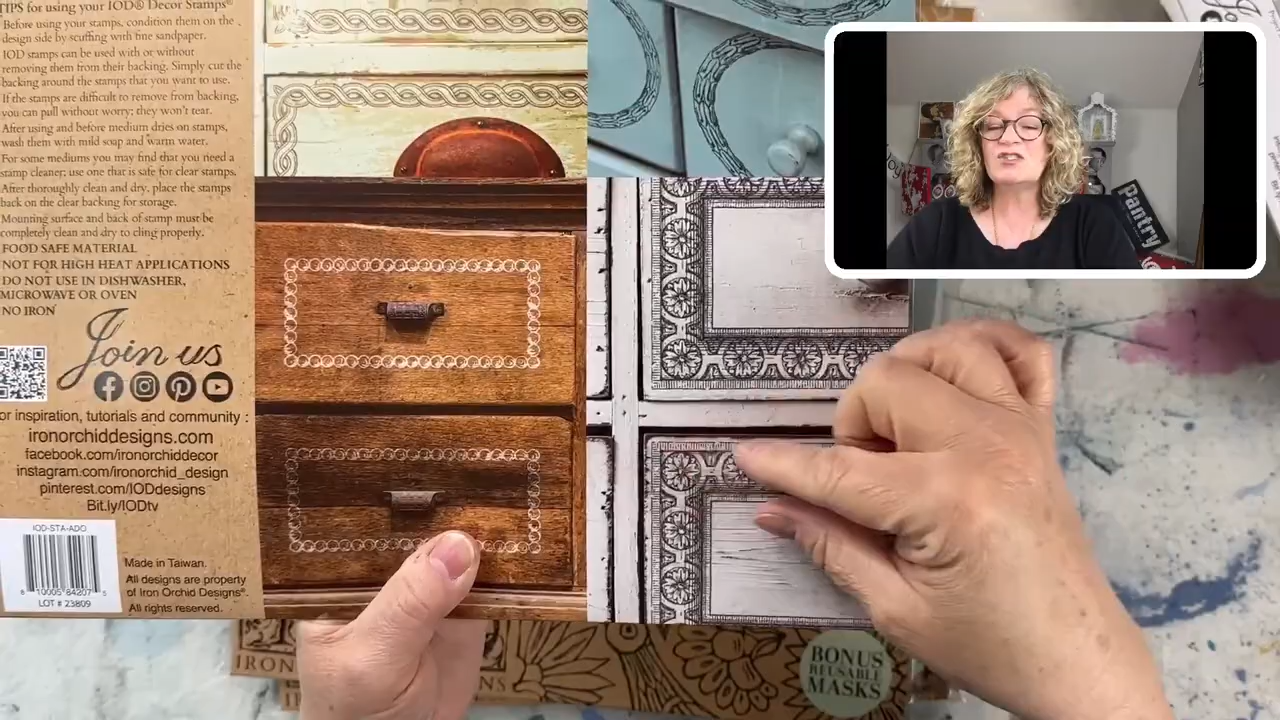 TIPS for using your IOD® Decor Stamps®
Before using your stamps, condition them on the
design side by scuffing with fine sandpaper.
IOD stamps can be used with or without
removing them from their backing. Simply cut the
backing around the stamps that you want to use.
If the stamps are difficult to remove from backing,
you can pull without worry; they won't tear.
After using and before medium dries on stamps,
wash them with mild soap and warm water.
For some mediums you may find that you need a
stamp cleaner; use one that is safe for clear stamps.
After thoroughly clean and dry, place the stamps
back on the clear backing for storage.
Mounting surface and back of stamp must be
completely clean and dry to cling properly.
FOOD SAFE MATERIAL
NOT FOR HIGH HEAT APPLICATIONS
DO NOT USE IN DISHWASHER,
MICROWAVE OR OVEN
NO IRON
Join us
or inspiration, tutorials and community :
ironorchiddesigns.com
facebook.com/ironorchiddecor
instagram.com/ironorchid_design
pinterest.com/IODdesigns
Bit.ly/IODtv
IOD-STA-ADO
6 10005 84207 5
LOT # 23809
Made in Taiwan.
All designs are property
of Iron Orchid Designs®.
All rights reserved.
IRON
NS
BONUS
REUSABLE
MASKS
Pantry